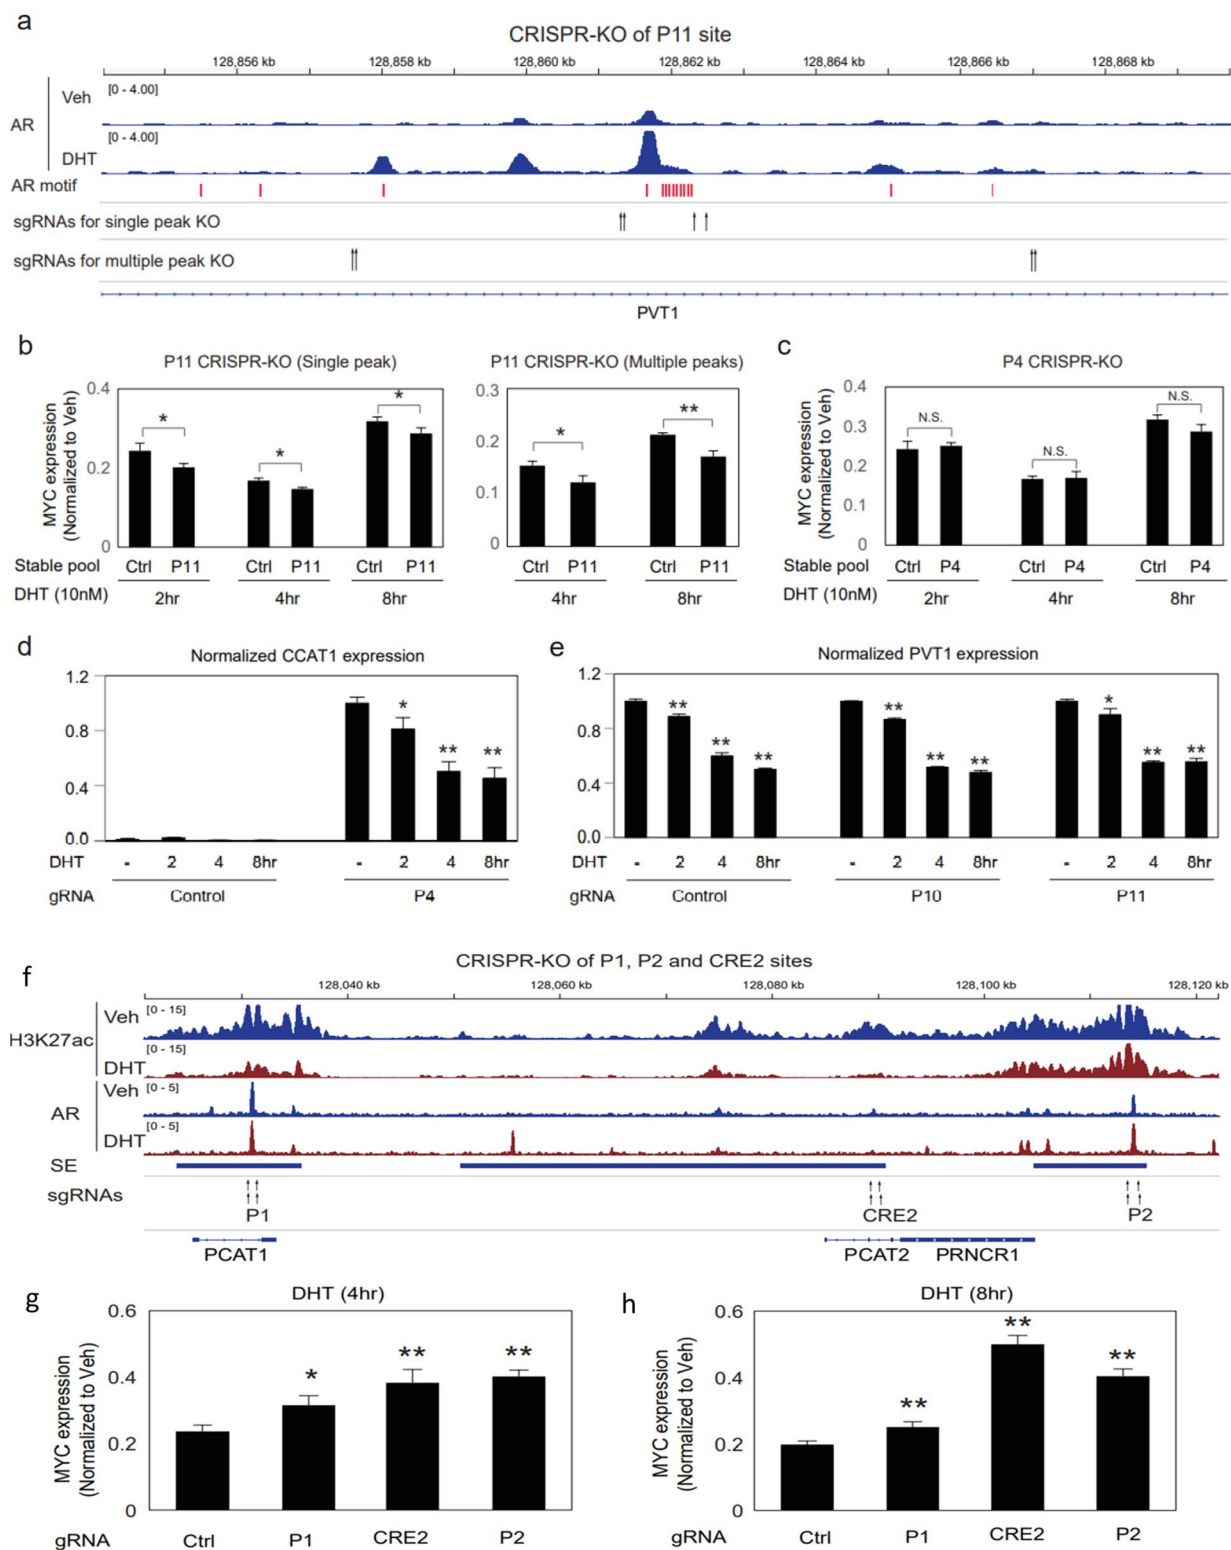 a
CRISPR-KO of P11 site
128,856 kb 128,858 kb 128,860 kb 128,862 kb 128,864 kb 128,866 kb 128,868 kb
Veh [0 - 4.00]
AR
[0 - 4.00]
DHT
AR motif
sgRNAs for single peak KO
sgRNAs for multiple peak KO
PVT1
b
P11 CRISPR-KO (Single peak)
MYC expression
(Normalized to Veh)
0.4
0.2
0
* * *
Stable pool Ctrl P11 Ctrl P11 Ctrl P11
DHT (10nM) 2hr 4hr 8hr
P11 CRISPR-KO (Multiple peaks)
0.3
0.2
0.1
0
* **
Ctrl P11 Ctrl P11
4hr 8hr
c
P4 CRISPR-KO
MYC expression
(Normalized to Veh)
0.4
0.3
0.2
0.1
0
N.S. N.S. N.S.
Stable pool Ctrl P4 Ctrl P4 Ctrl P4
DHT (10nM) 2hr 4hr 8hr
d
Normalized CCAT1 expression
1.2
0.8
0.4
0.0
* ** **
DHT - 2 4 8hr - 2 4 8hr
gRNA Control P4
e
Normalized PVT1 expression
1.2
0.8
0.4
0.0
** ** ** ** ** ** * ** **
DHT - 2 4 8hr - 2 4 8hr - 2 4 8hr
gRNA Control P10 P11
f
CRISPR-KO of P1, P2 and CRE2 sites
128,040 kb 128,060 kb 128,080 kb 128,100 kb 128,120 kb
Veh [0 - 15]
H3K27ac
DHT [0 - 15]
Veh [0 - 5]
AR
DHT [0 - 5]
SE
sgRNAs
P1 CRE2 P2
PCAT1 PCAT2 PRNCR1
g
DHT (4hr)
MYC expression
(Normalized to Veh)
0.6
0.4
0.2
0
* ** **
gRNA Ctrl P1 CRE2 P2
h
DHT (8hr)
MYC expression
(Normalized to Veh)
0.6
0.4
0.2
0
** ** **
gRNA Ctrl P1 CRE2 P2